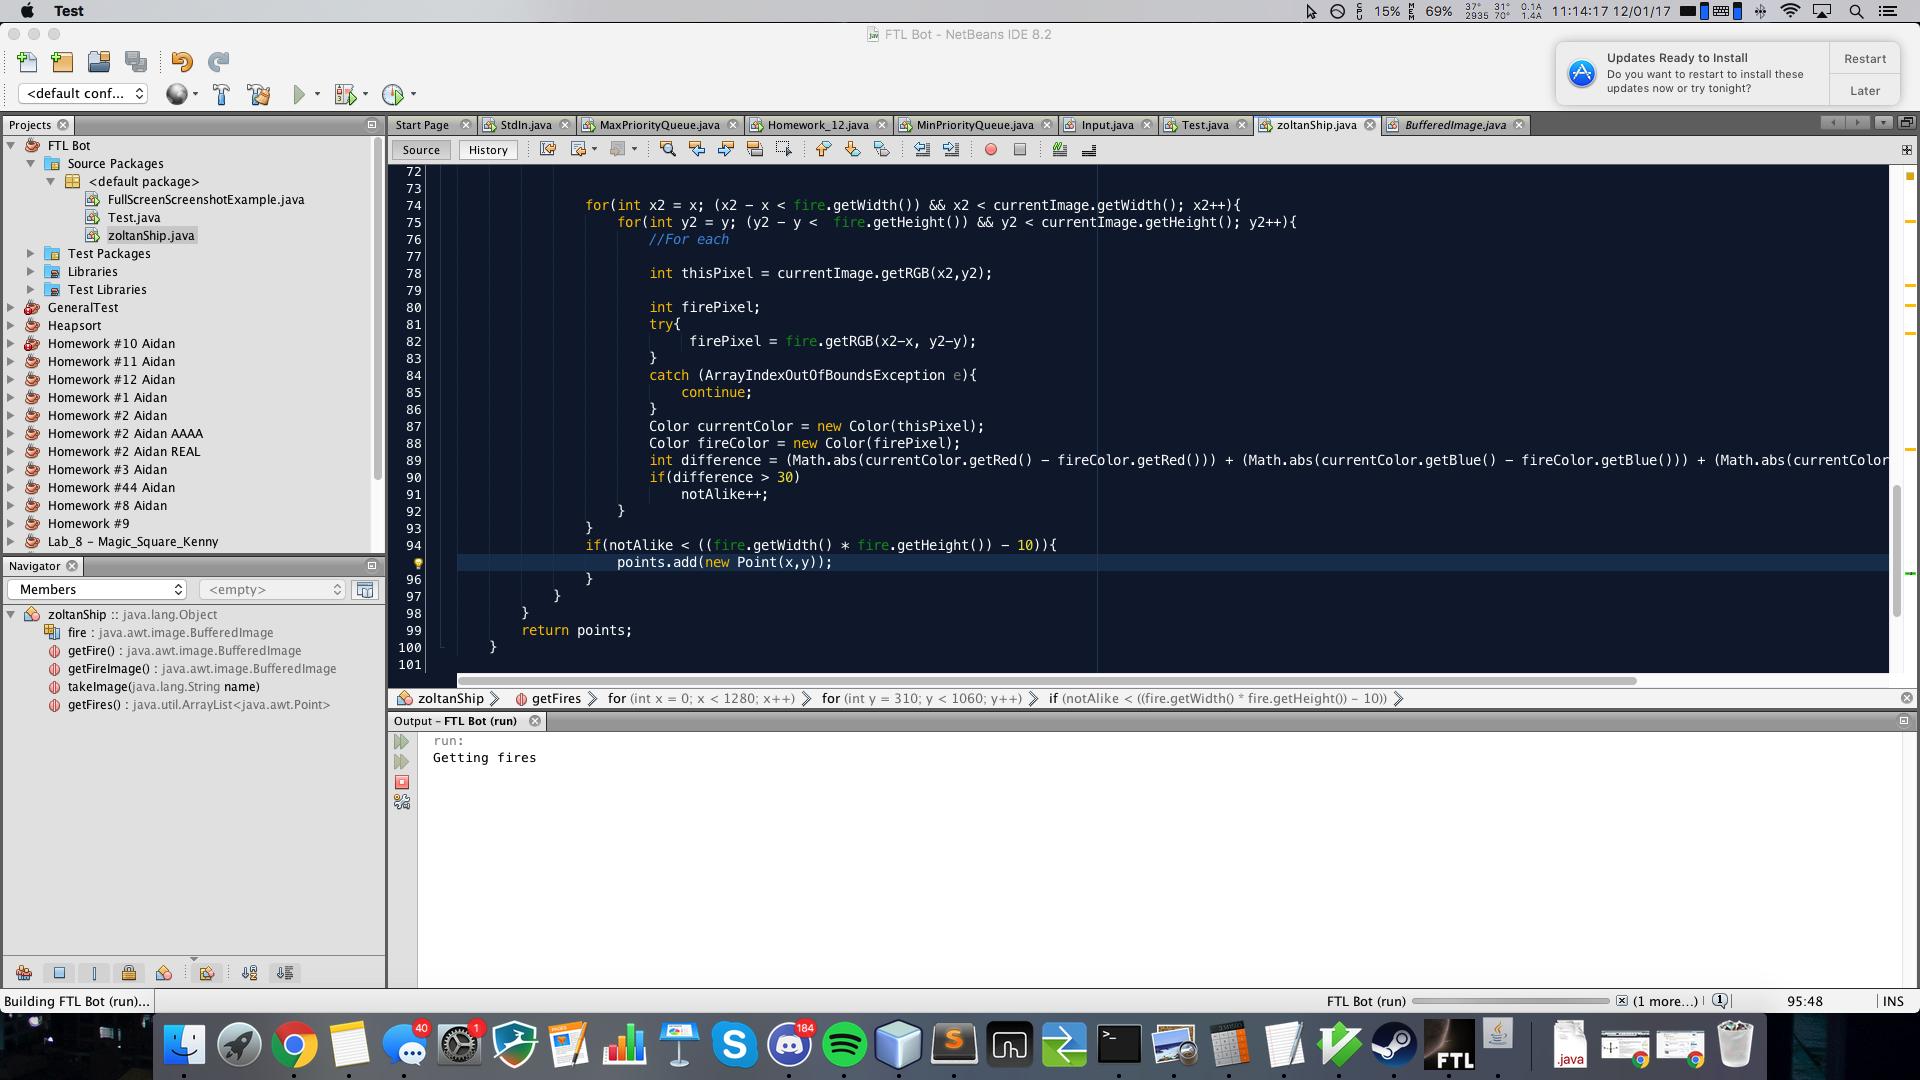 Test
15%
69%
37° 31° 0.1A
2935 70° 1.4A
11:14:17 12/01/17
FTL Bot - NetBeans IDE 8.2
Updates Ready to Install
Do you want to restart to install these
updates now or try tonight?
Restart
Later
<default conf...
Projects
Start Page
StdIn.java
MaxPriorityQueue.java
Homework_12.java
MinPriorityQueue.java
Input.java
Test.java
zoltanShip.java
BufferedImage.java
Source
History
FTL Bot
Source Packages
<default package>
FullScreenScreenshotExample.java
Test.java
zoltanShip.java
Test Packages
Libraries
Test Libraries
GeneralTest
Heapsort
Homework #10 Aidan
Homework #11 Aidan
Homework #12 Aidan
Homework #1 Aidan
Homework #2 Aidan
Homework #2 Aidan AAAA
Homework #2 Aidan REAL
Homework #3 Aidan
Homework #44 Aidan
Homework #8 Aidan
Homework #9
Lab_8 - Magic_Square_Kenny
Navigator
Members
<empty>
zoltanShip :: java.lang.Object
fire : java.awt.image.BufferedImage
getFire() : java.awt.image.BufferedImage
getFireImage() : java.awt.image.BufferedImage
takeImage(java.lang.String name)
getFires() : java.util.ArrayList<java.awt.Point>
72
73
74 for(int x2 = x; (x2 - x < fire.getWidth()) && x2 < currentImage.getWidth(); x2++){
75 for(int y2 = y; (y2 - y <  fire.getHeight()) && y2 < currentImage.getHeight(); y2++){
76 //For each
77
78 int thisPixel = currentImage.getRGB(x2,y2);
79
80 int firePixel;
81 try{
82 firePixel = fire.getRGB(x2-x, y2-y);
83 }
84 catch (ArrayIndexOutOfBoundsException e){
85 continue;
86 }
87 Color currentColor = new Color(thisPixel);
88 Color fireColor = new Color(firePixel);
89 int difference = (Math.abs(currentColor.getRed() - fireColor.getRed())) + (Math.abs(currentColor.getBlue() - fireColor.getBlue())) + (Math.abs(currentColor
90 if(difference > 30)
91 notAlike++;
92 }
93 }
94 if(notAlike < ((fire.getWidth() * fire.getHeight()) - 10)){
points.add(new Point(x,y));
96 }
97 }
98 }
99 return points;
100 }
101
zoltanShip
getFires
for (int x = 0; x < 1280; x++)
for (int y = 310; y < 1060; y++)
if (notAlike < ((fire.getWidth() * fire.getHeight()) - 10))
Output - FTL Bot (run)
run:
Getting fires
Building FTL Bot (run)...
FTL Bot (run)
(1 more...)
95:48
INS
40
1
184
FTL
.java